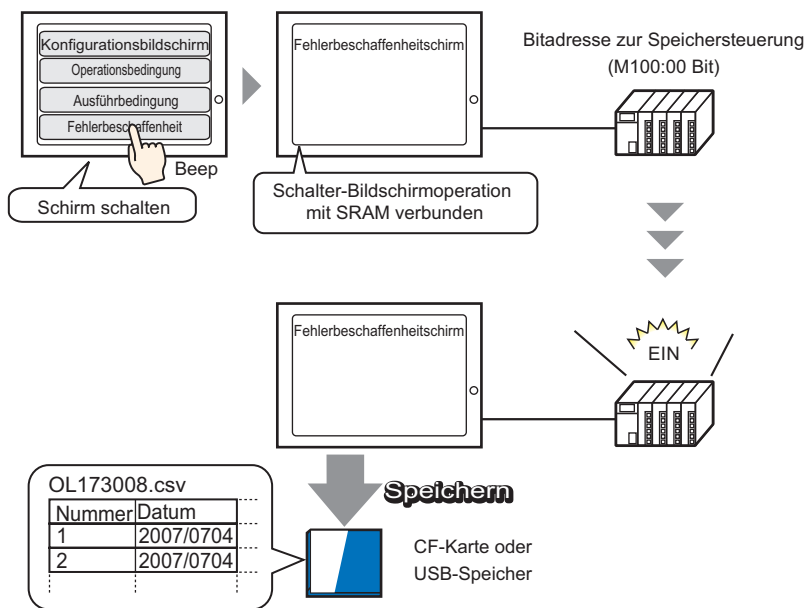 Konfigurationsbildschirm
Operationsbedingung
Ausführbedingung
Fehlerbeschaffenheit
Beep
Schirm schalten
Fehlerbeschaffenheitschirm
Schalter-Bildschirmoperation
mit SRAM verbunden
Bitadresse zur Speichersteuerung
(M100:00 Bit)
Fehlerbeschaffenheitschirm
EIN
Speichern
OL173008.csv
Nummer Datum
1 2007/0704
2 2007/0704
CF-Karte oder
USB-Speicher